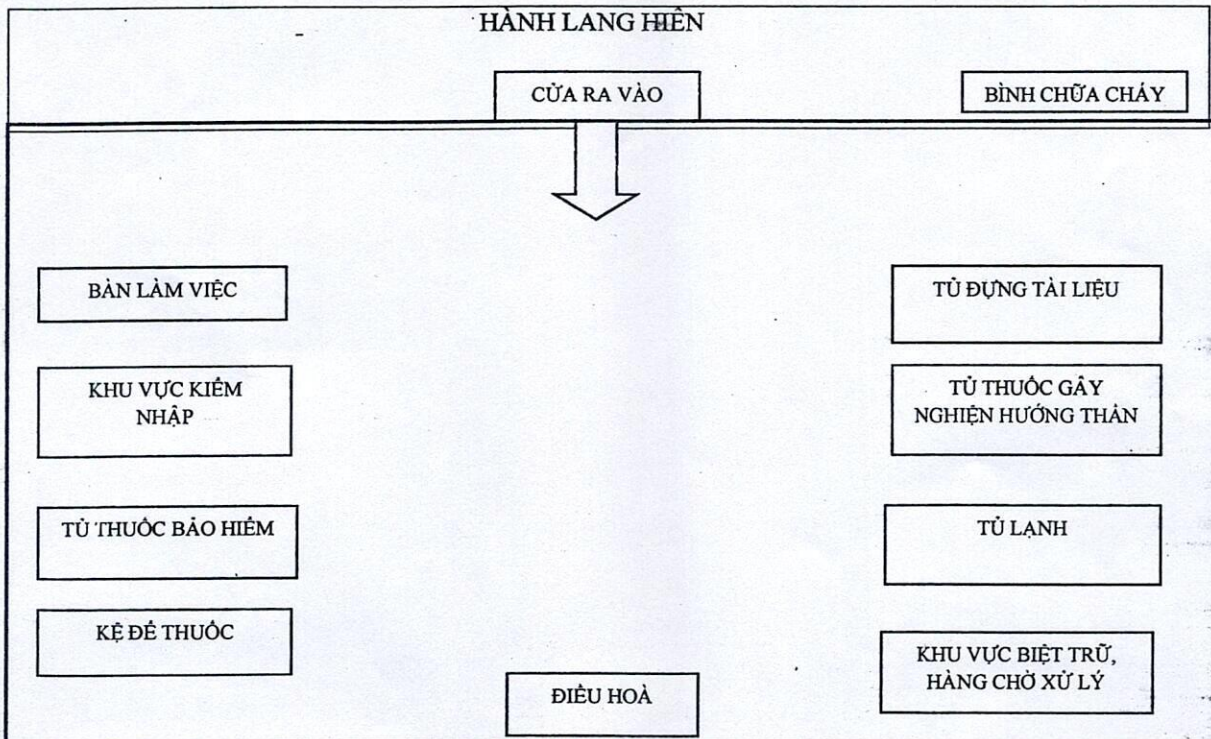 HÀNH LANG HIÊN
CỬA RA VÀO
BÌNH CHỮA CHÁY
BÀN LÀM VIỆC
TỦ ĐỰNG TÀI LIỆU
KHU VỰC KIỂM
NHẬP
TỦ THUỐC GÂY
NGHIỆN HƯỚNG THẦN
TỦ THUỐC BẢO HIỂM
TỦ LẠNH
KỆ ĐỂ THUỐC
KHU VỰC BIỆT TRỮ,
HÀNG CHỜ XỬ LÝ
ĐIỀU HOÀ